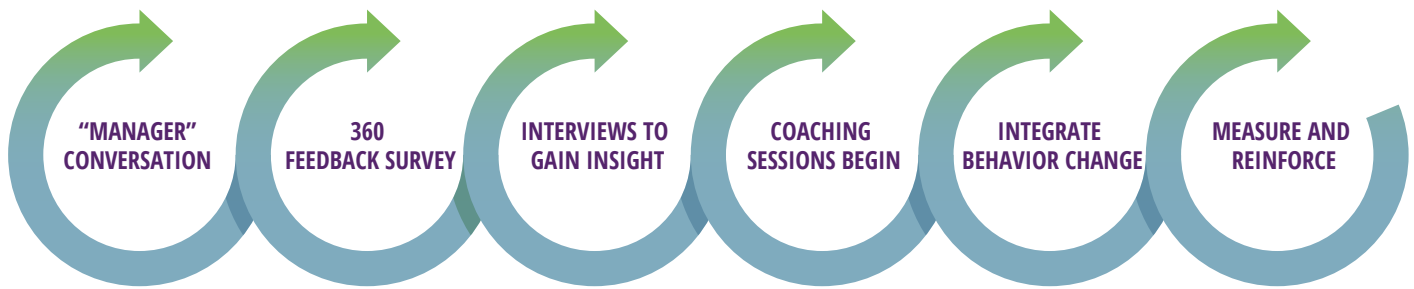 “MANAGER”
CONVERSATION
360
FEEDBACK SURVEY
INTERVIEWS TO
GAIN INSIGHT
COACHING
SESSIONS BEGIN
INTEGRATE
BEHAVIOR CHANGE
MEASURE AND
REINFORCE